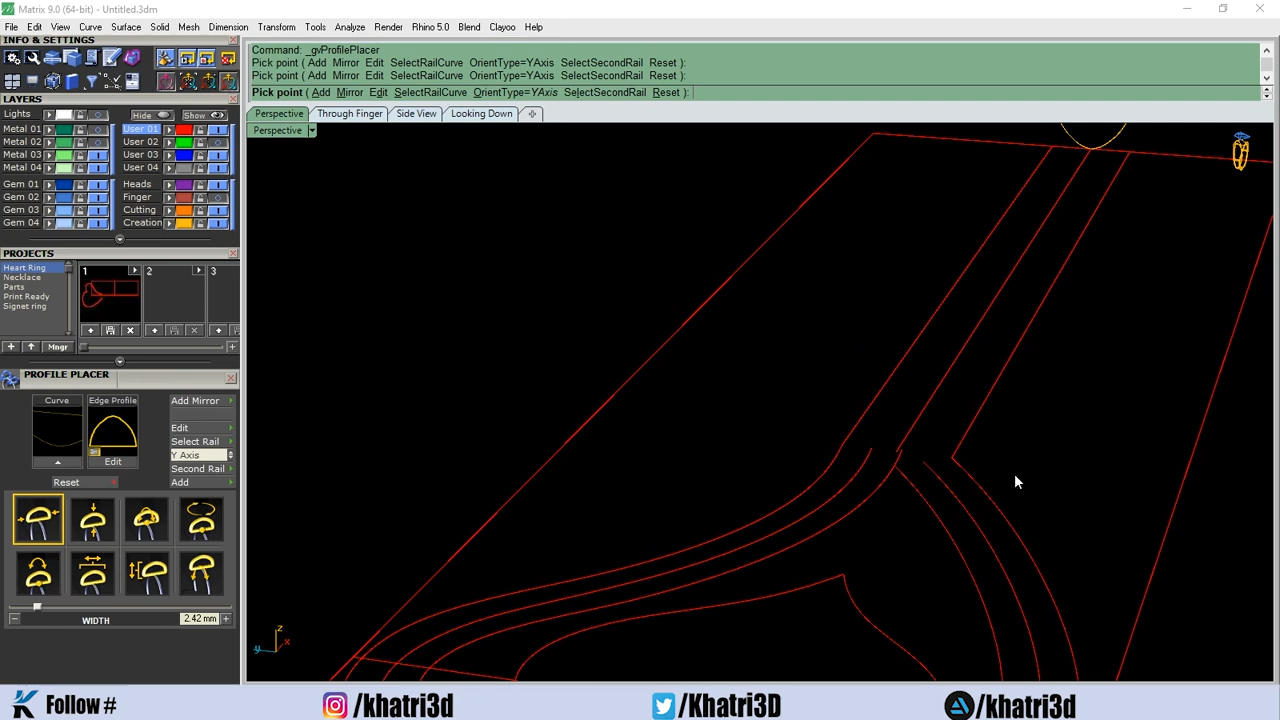 Matrix 9.0 (64-bit) - Untitled.3dm
File Edit View Curve Surface Solid Mesh Dimension Transform Tools Analyze Render Rhino 5.0 Blend Clayoo Help
INFO & SETTINGS
Command: _gvProfilePlacer
Pick point ( Add Mirror Edit SelectRailCurve OrientType=YAxis SelectSecondRail Reset ):
Pick point ( Add Mirror Edit SelectRailCurve OrientType=YAxis SelectSecondRail Reset ):
Pick point ( Add Mirror Edit SelectRailCurve OrientType=YAxis SelectSecondRail Reset ):
LAYERS
Lights Hide Show
Metal 01 User 01
Metal 02 User 02
Metal 03 User 03
Metal 04 User 04
Gem 01 Heads
Gem 02 Finger
Gem 03 Cutting
Gem 04 Creation
Perspective Through Finger Side View Looking Down
Perspective
PROJECTS
Heart Ring
Necklace
Parts
Print Ready
Signet ring
1 2 3
Mngr
PROFILE PLACER
Curve Edge Profile Add Mirror
Edit
Select Rail
Y Axis
Edit Second Rail
Reset Add
WIDTH 2.42 mm
z
y x
K Follow # /khatri3d /Khatri3D /khatri3d